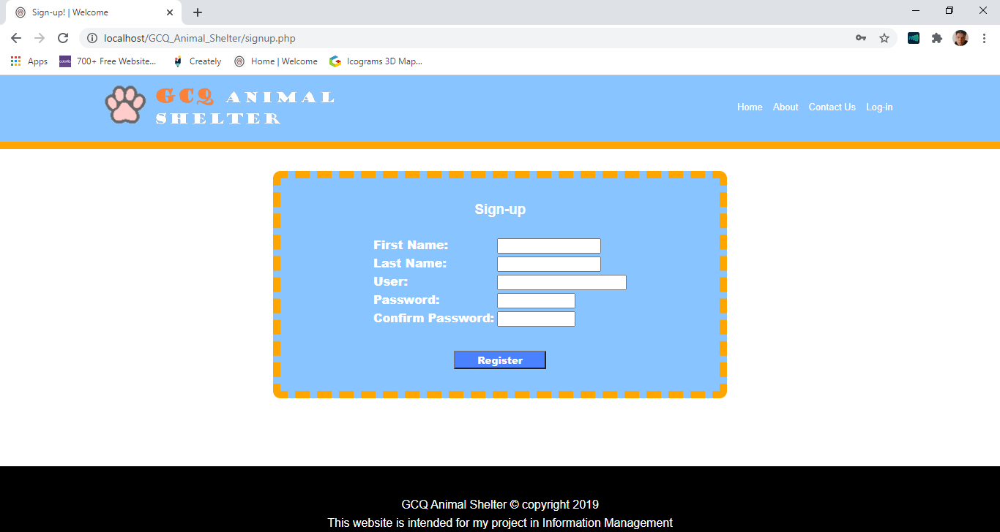 Sign-up! | Welcome
localhost/GCQ_Animal_Shelter/signup.php
Apps
colorlib
700+ Free Website...
Creately
Home | Welcome
Icograms 3D Map...
GCQ ANIMAL
SHELTER
Home About Contact Us Log-in
Sign-up
First Name:
Last Name:
User:
Password:
Confirm Password:
Register
GCQ Animal Shelter © copyright 2019
This website is intended for my project in Information Management